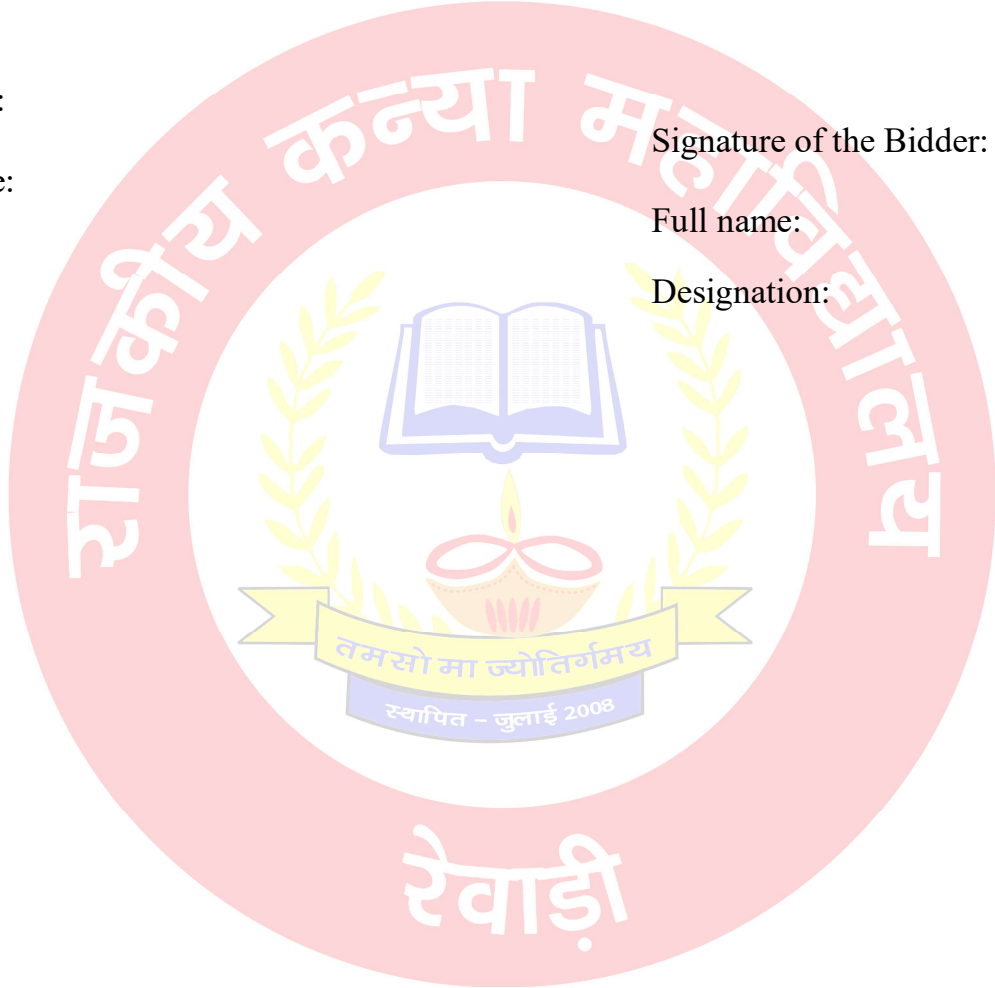 Signature of the Bidder:
Full name:
Designation:
राजकीय कन्या महाविद्यालय
तमसो मा ज्योतिर्गमय
स्थापित – जुलाई 2008
रेवाड़ी